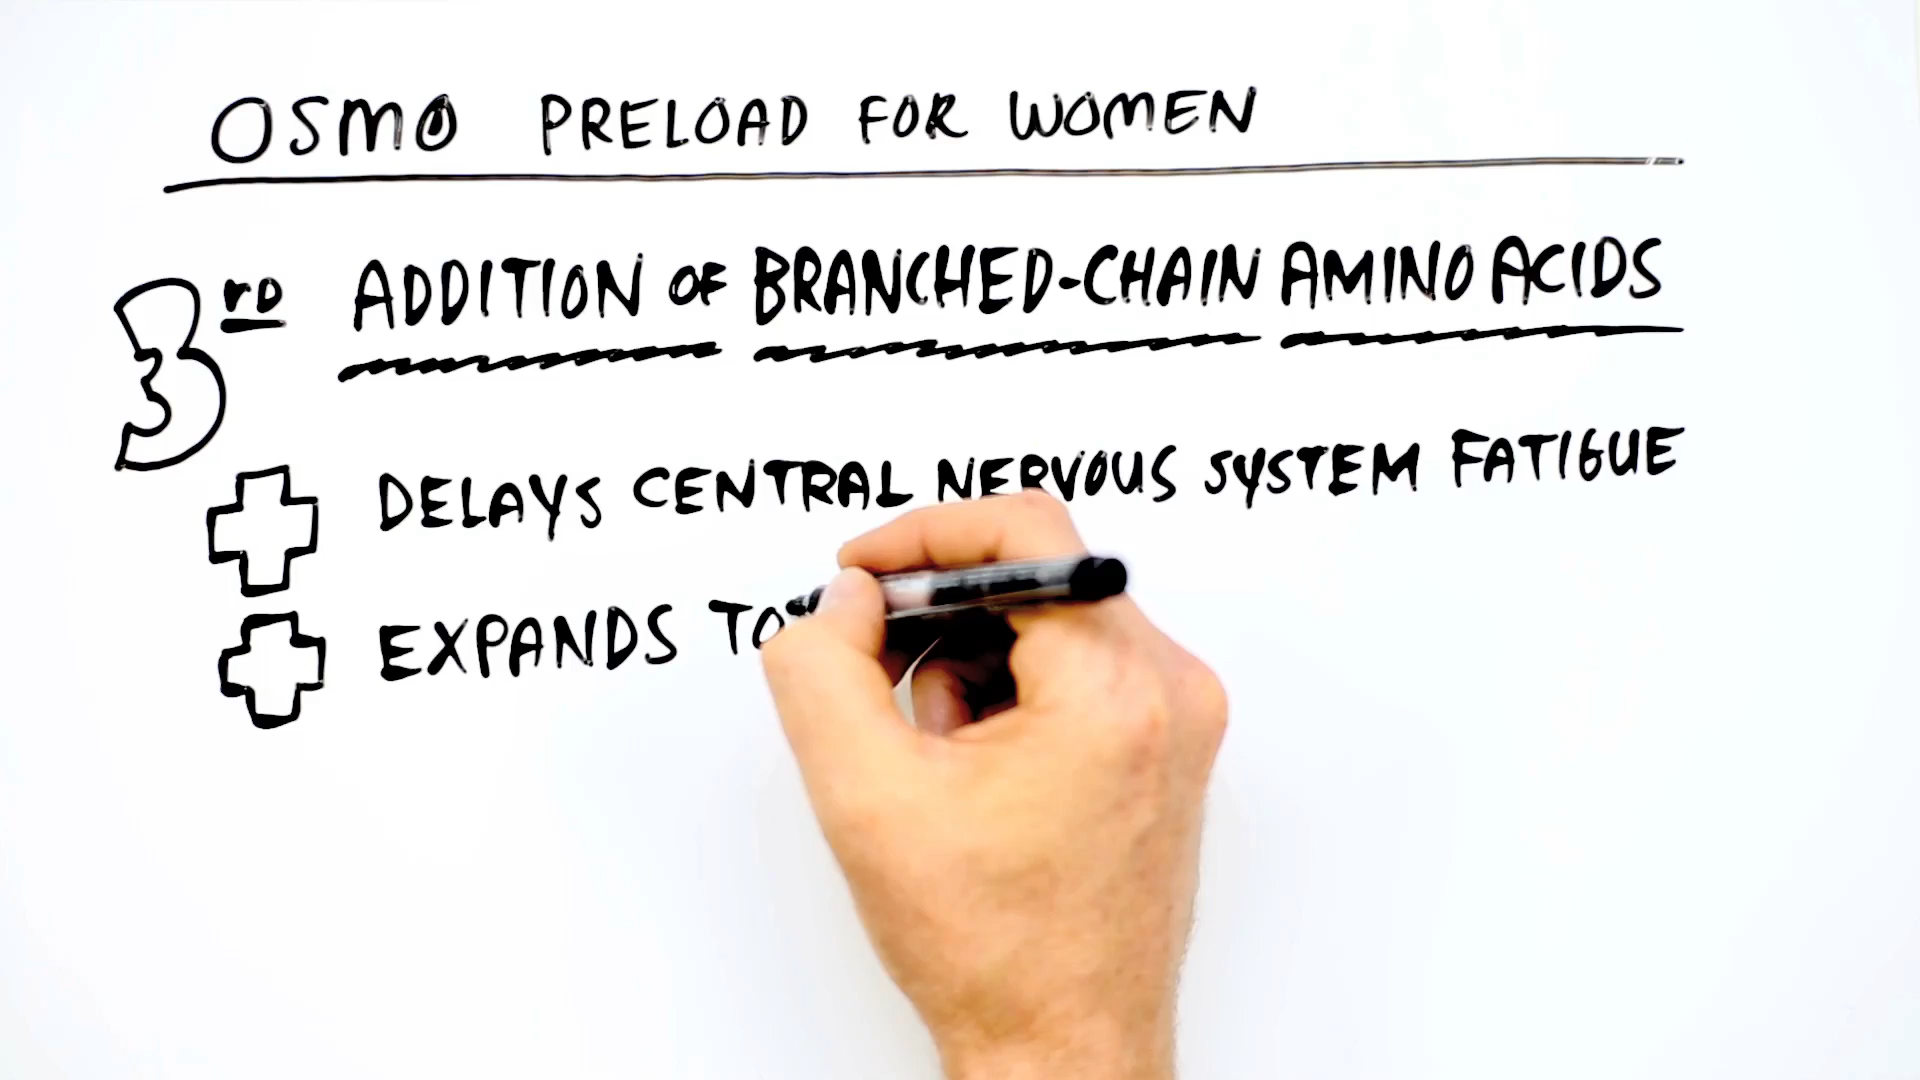 OSMO PRELOAD FOR WOMEN
3rD ADDITION OF BRANCHED-CHAIN AMINO ACIDS
DELAYS CENTRAL NERVOUS SYSTEM FATIGUE
EXPANDS